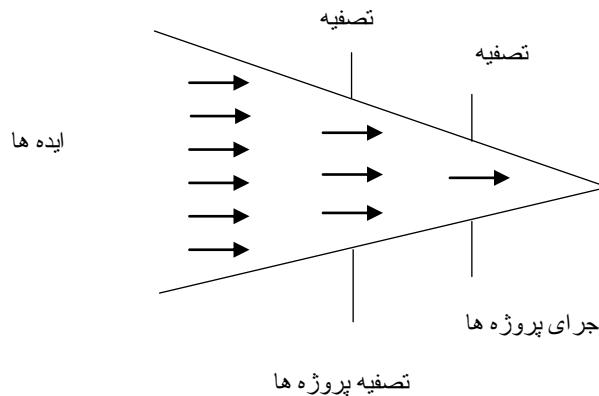 تصفیه
تصفیه
ایده ها
جرای پروژه ها
تصفیه پروژه ها